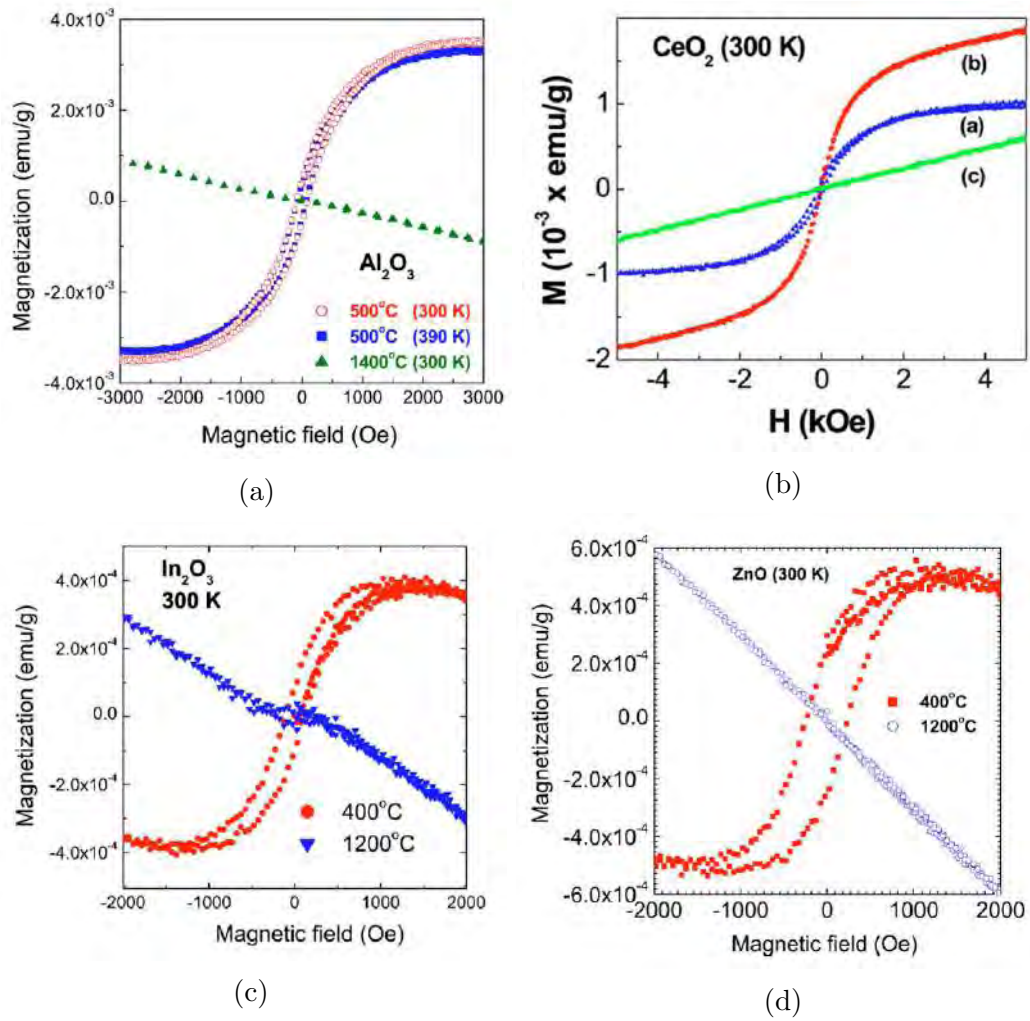 4.0x10⁻³
2.0x10⁻³
0.0
-2.0x10⁻³
-4.0x10⁻³
Magnetization (emu/g)
Al₂O₃
500°C (300 K)
500°C (390 K)
1400°C (300 K)
-3000 -2000 -1000 0 1000 2000 3000
Magnetic field (Oe)
(a)
CeO₂ (300 K)
M (10⁻³ x emu/g)
1
0
-1
-2
(b)
(a)
(c)
-4 -2 0 2 4
H (kOe)
(b)
In₂O₃
300 K
4.0x10⁻⁴
2.0x10⁻⁴
0.0
-2.0x10⁻⁴
-4.0x10⁻⁴
Magnetization (emu/g)
400°C
1200°C
-2000 -1000 0 1000 2000
Magnetic field (Oe)
(c)
6.0x10⁻⁴
4.0x10⁻⁴
2.0x10⁻⁴
0.0
-2.0x10⁻⁴
-4.0x10⁻⁴
-6.0x10⁻⁴
Magnetization (emu/g)
ZnO (300 K)
400°C
1200°C
-2000 -1000 0 1000 2000
Magnetic field (Oe)
(d)